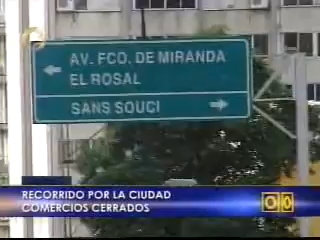 AV. FCO. DE MIRANDA
EL ROSAL
SANS SOUCI
RECORRIDO POR LA CIUDAD
COMERCIOS CERRADOS